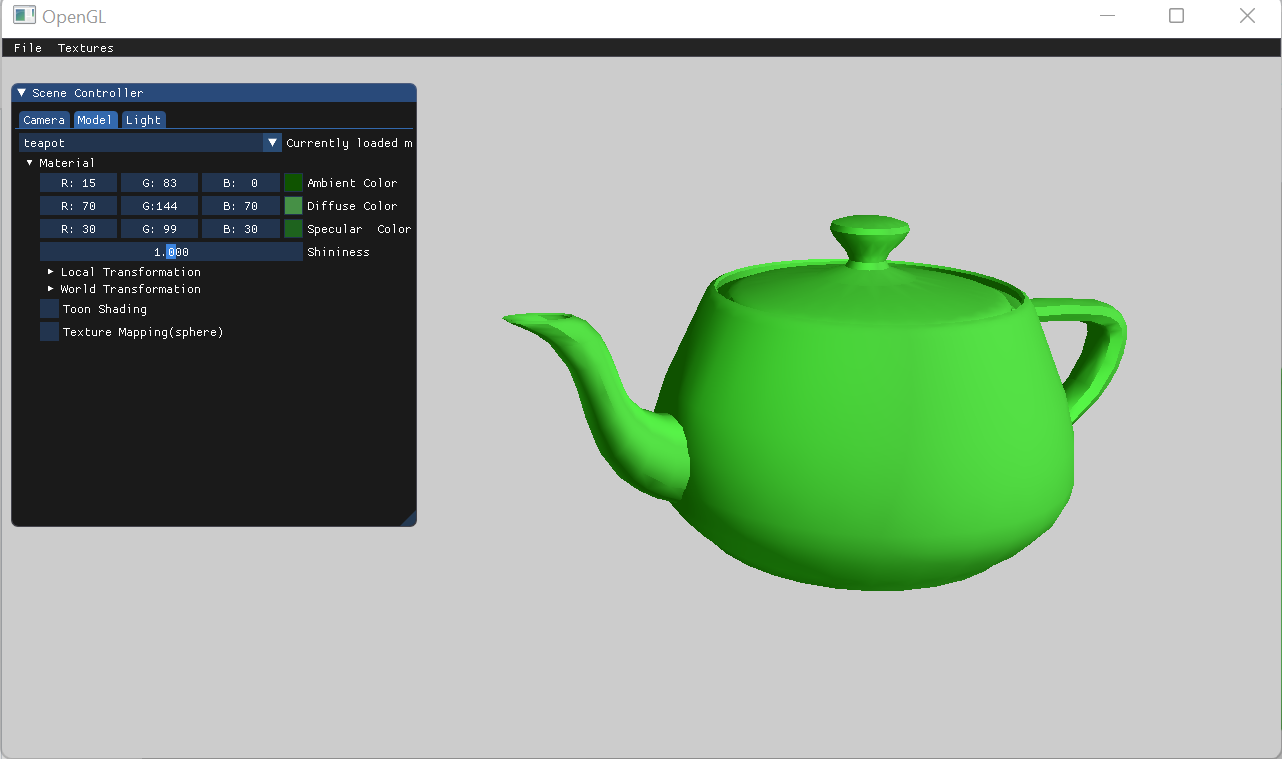 OpenGL
File Textures
Scene Controller
Camera Model Light
teapot Currently loaded m
Material
R: 15 G: 83 B: 0 Ambient Color
R: 70 G:144 B: 70 Diffuse Color
R: 30 G: 99 B: 30 Specular Color
1.000 Shininess
Local Transformation
World Transformation
Toon Shading
Texture Mapping(sphere)